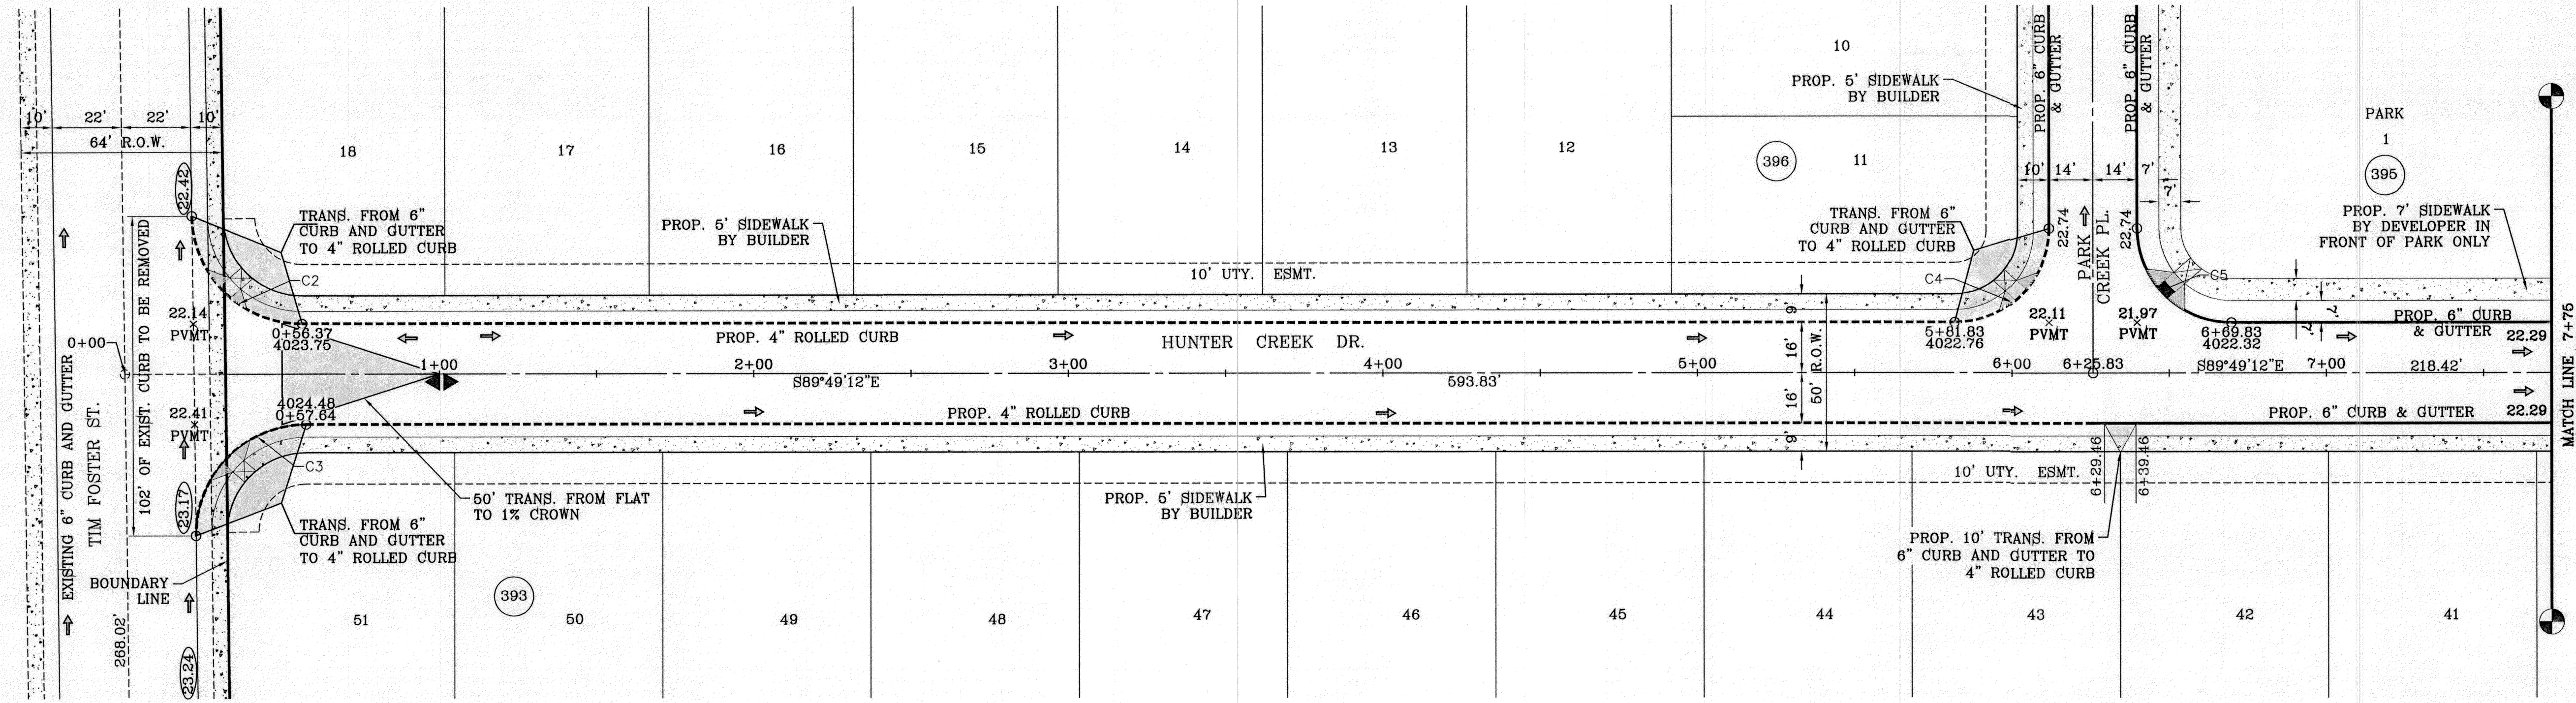 10'
22'
22'
10'
64' R.O.W.
22.42
102' OF EXIST. CURB TO BE REMOVED
TRANS. FROM 6"
CURB AND GUTTER
TO 4" ROLLED CURB
C2
22.14
PVMT
0+56.37
4023.75
0+00
EXISTING 6" CURB AND GUTTER
TIM FOSTER ST.
4024.48
0+57.64
22.41
PVMT
C3
23.17
TRANS. FROM 6"
CURB AND GUTTER
TO 4" ROLLED CURB
50' TRANS. FROM FLAT
TO 1% CROWN
BOUNDARY
LINE
268.02'
23.24
18
17
16
15
14
13
12
10
11
396
PROP. 5' SIDEWALK
BY BUILDER
PROP. 5' SIDEWALK
BY BUILDER
10' UTY. ESMT.
PROP. 4" ROLLED CURB
HUNTER CREEK DR.
1+00
2+00
3+00
4+00
5+00
6+00
6+25.83
7+00
S89°49'12"E
593.83'
S89°49'12"E
218.42'
PROP. 4" ROLLED CURB
PROP. 5' SIDEWALK
BY BUILDER
9'
16'
16'
9'
50' R.O.W.
TRANS. FROM 6"
CURB AND GUTTER
TO 4" ROLLED CURB
C4
5+81.83
4022.76
PROP. 6" CURB
& GUTTER
PROP. 6" CURB
& GUTTER
10'
14'
14'
7'
7'
22.74
22.74
PARK
CREEK PL.
22.11
PVMT
21.97
PVMT
C5
6+69.83
4022.32
PARK
1
395
PROP. 7' SIDEWALK
BY DEVELOPER IN
FRONT OF PARK ONLY
7'
7'
PROP. 6" CURB
& GUTTER
22.29
PROP. 6" CURB & GUTTER
22.29
MATCH LINE 7+75
10' UTY. ESMT.
6+29.46
6+39.46
PROP. 10' TRANS. FROM
6" CURB AND GUTTER TO
4" ROLLED CURB
393
51
50
49
48
47
46
45
44
43
42
41